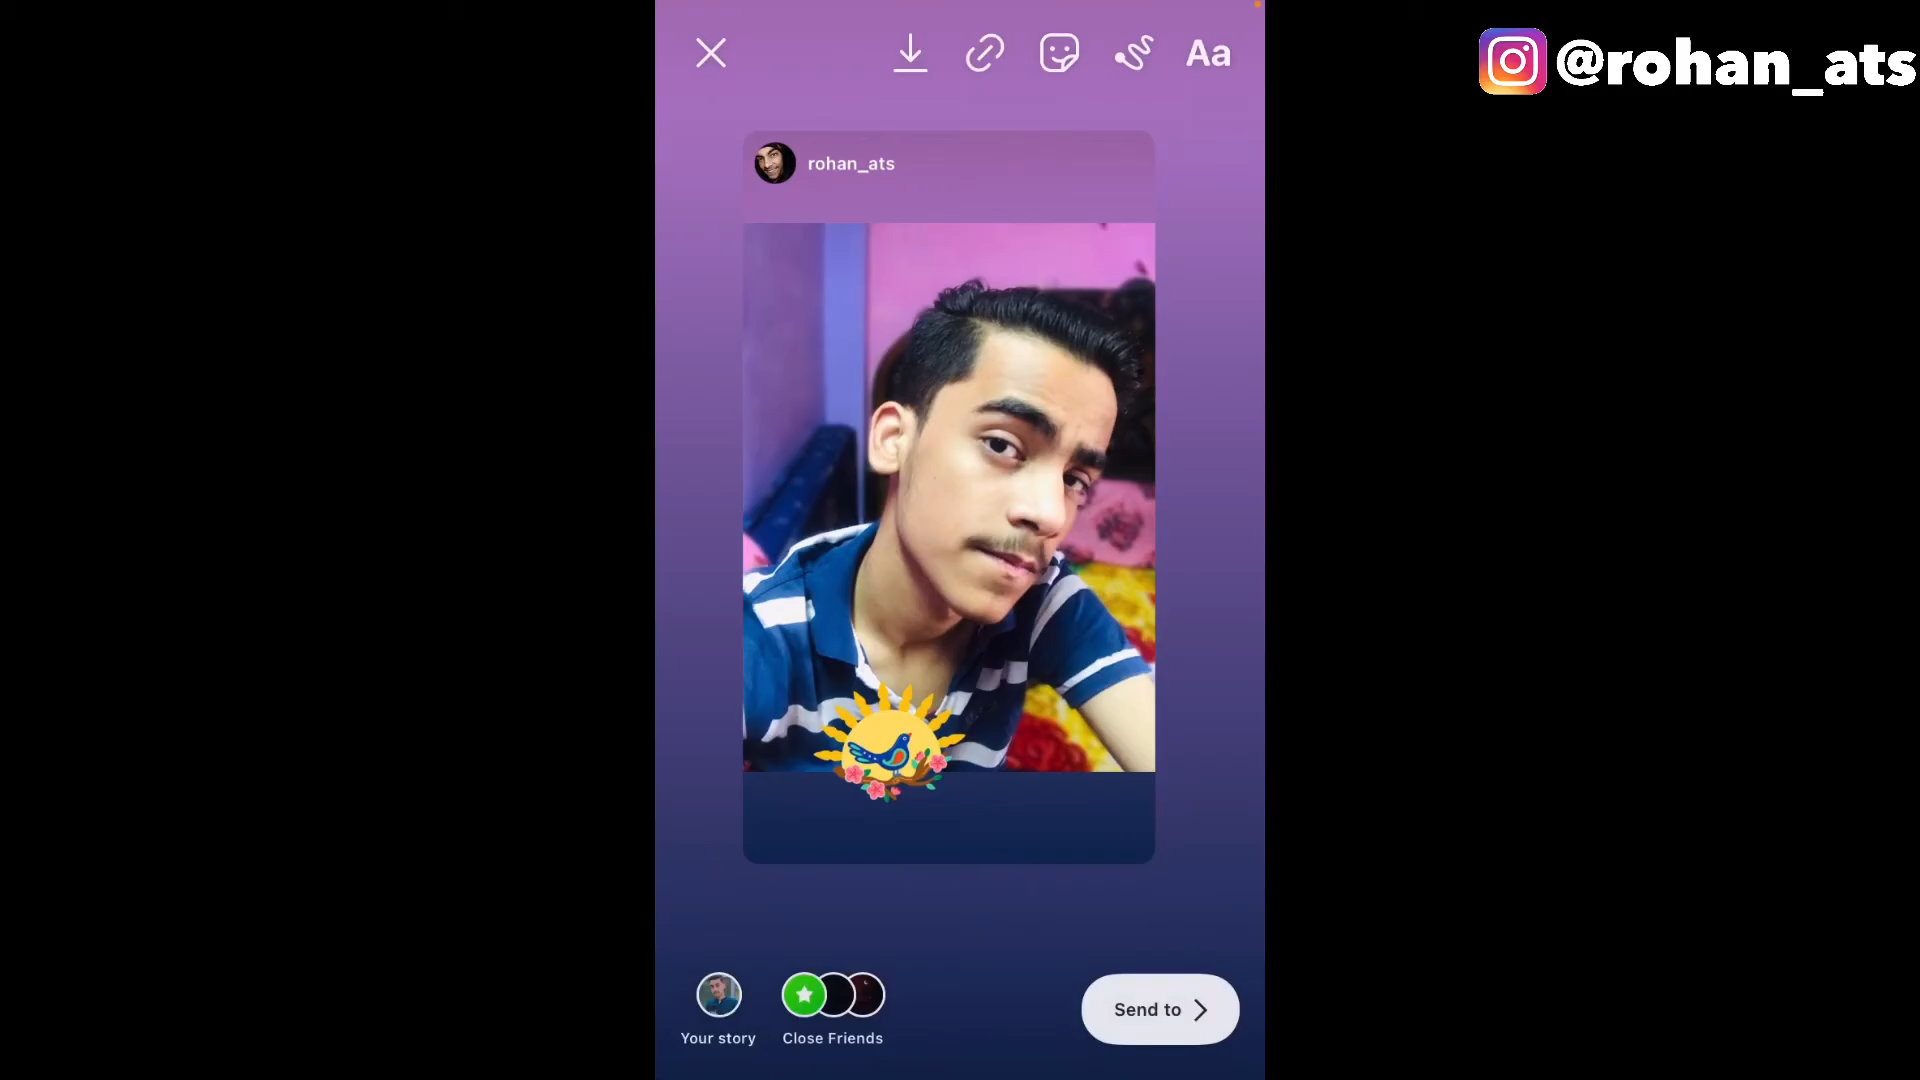 Aa
@rohan_ats
rohan_ats
Send to
Your story
Close Friends